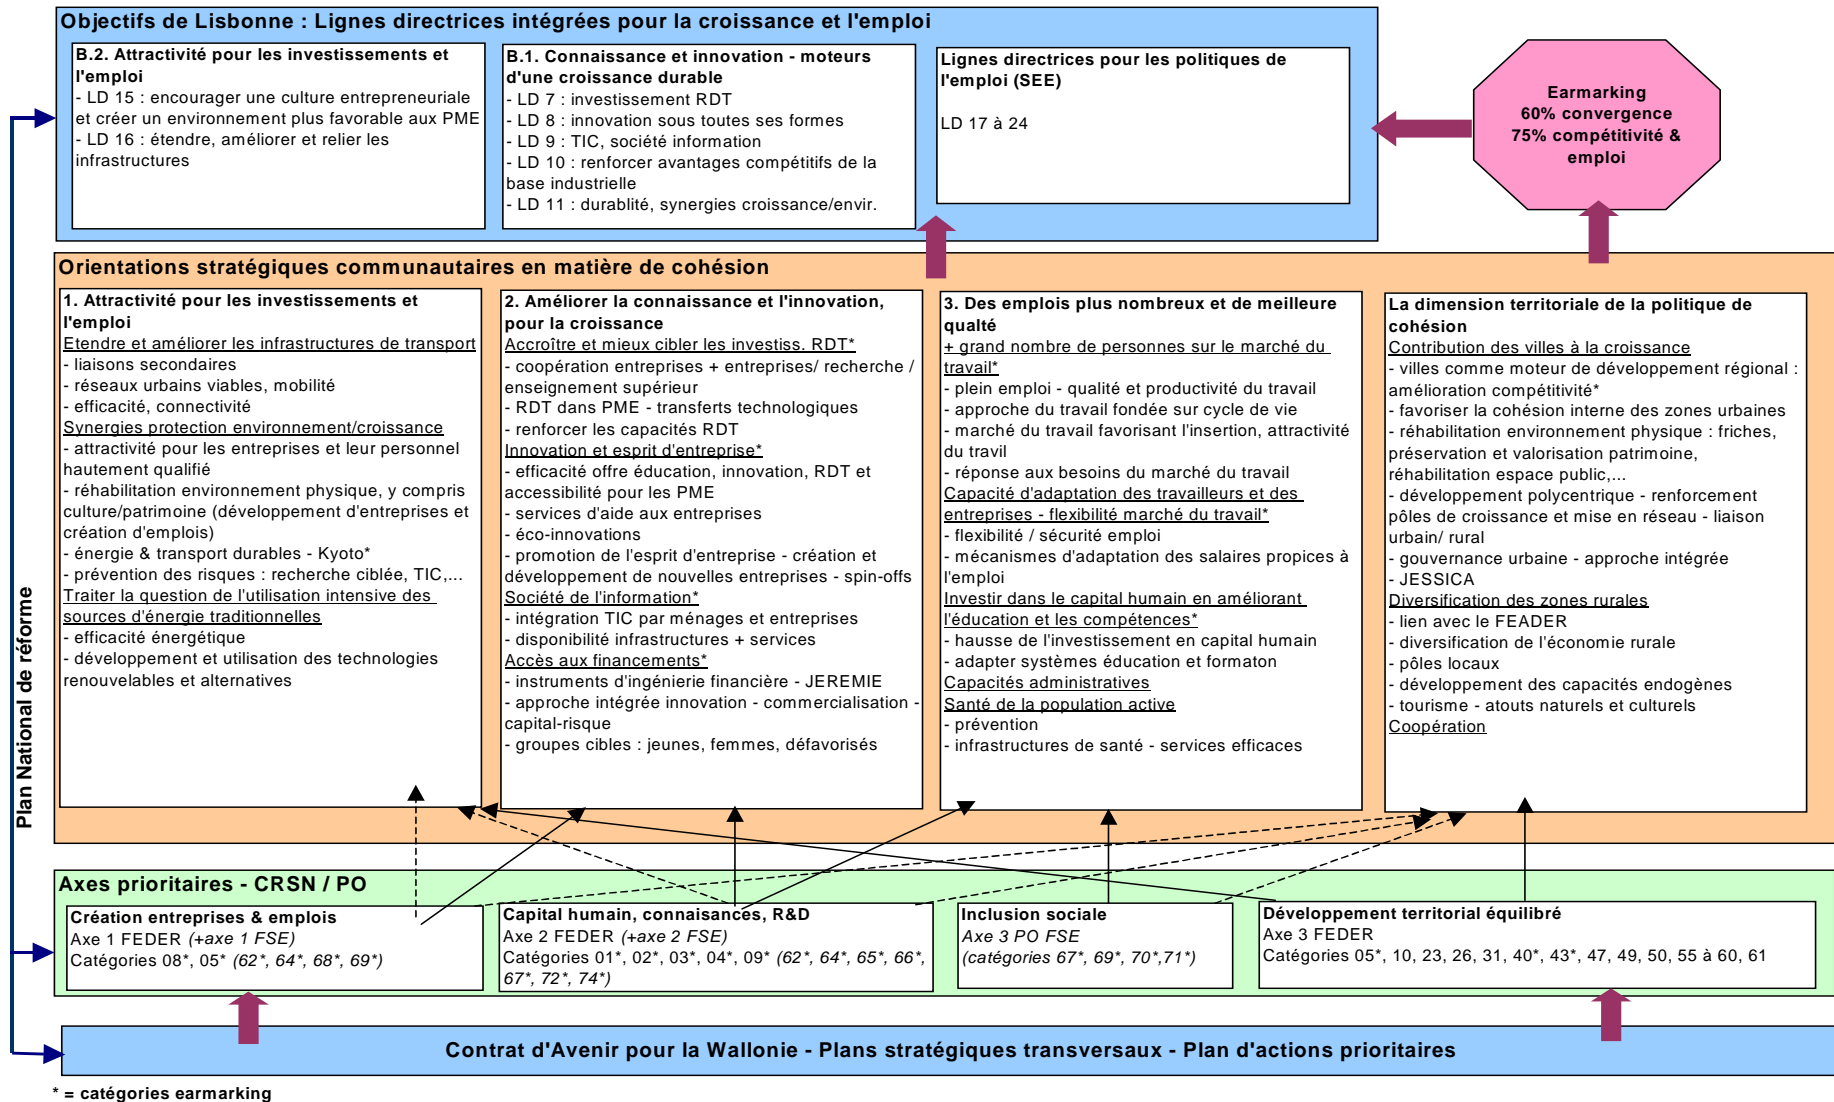 Objectifs de Lisbonne : Lignes directrices intégrées pour la croissance et l'emploi
B.2. Attractivité pour les investissements et
l'emploi
- LD 15 : encourager une culture entrepreneuriale
et créer un environnement plus favorable aux PME
- LD 16 : étendre, améliorer et relier les
infrastructures
B.1. Connaissance et innovation - moteurs
d'une croissance durable
- LD 7 : investissement RDT
- LD 8 : innovation sous toutes ses formes
- LD 9 : TIC, société information
- LD 10 : renforcer avantages compétitifs de la
base industrielle
- LD 11 : durablité, synergies croissance/envir.
Lignes directrices pour les politiques de
l'emploi (SEE)
LD 17 à 24
Earmarking
60% convergence
75% compétitivité &
emploi
Orientations stratégiques communautaires en matière de cohésion
1. Attractivité pour les investissements et
l'emploi
Etendre et améliorer les infrastructures de transport
- liaisons secondaires
- réseaux urbains viables, mobilité
- efficacité, connectivité
Synergies protection environnement/croissance
- attractivité pour les entreprises et leur personnel
hautement qualifié
- réhabilitation environnement physique, y compris
culture/patrimoine (développement d'entreprises et
création d'emplois)
- énergie & transport durables - Kyoto*
- prévention des risques : recherche ciblée, TIC,...
Traiter la question de l'utilisation intensive des
sources d'énergie traditionnelles
- efficacité énergétique
- développement et utilisation des technologies
renouvelables et alternatives
2. Améliorer la connaissance et l'innovation,
pour la croissance
Accroître et mieux cibler les investiss. RDT*
- coopération entreprises + entreprises/ recherche /
enseignement supérieur
- RDT dans PME - transferts technologiques
- renforcer les capacités RDT
Innovation et esprit d'entreprise*
- efficacité offre éducation, innovation, RDT et
accessibilité pour les PME
- services d'aide aux entreprises
- éco-innovations
- promotion de l'esprit d'entreprise - création et
développement de nouvelles entreprises - spin-offs
Société de l'information*
- intégration TIC par ménages et entreprises
- disponibilité infrastructures + services
Accès aux financements*
- instruments d'ingénierie financière - JEREMIE
- approche intégrée innovation - commercialisation -
capital-risque
- groupes cibles : jeunes, femmes, défavorisés
3. Des emplois plus nombreux et de meilleure
qualté
+ grand nombre de personnes sur le marché du
travail*
- plein emploi - qualité et productivité du travail
- approche du travail fondée sur cycle de vie
- marché du travail favorisant l'insertion, attractivité
du travil
- réponse aux besoins du marché du travail
Capacité d'adaptation des travailleurs et des
entreprises - flexibilité marché du travail*
- flexibilité / sécurité emploi
- mécanismes d'adaptation des salaires propices à
l'emploi
Investir dans le capital humain en améliorant
l'éducation et les compétences*
- hausse de l'investissement en capital humain
- adapter systèmes éducation et formaton
Capacités administratives
Santé de la population active
- prévention
- infrastructures de santé - services efficaces
La dimension territoriale de la politique de
cohésion
Contribution des villes à la croissance
- villes comme moteur de développement régional :
amélioration compétitivité*
- favoriser la cohésion interne des zones urbaines
- réhabilitation environnement physique : friches,
préservation et valorisation patrimoine,
réhabilitation espace public,...
- développement polycentrique - renforcement
pôles de croissance et mise en réseau - liaison
urbain/ rural
- gouvernance urbaine - approche intégrée
- JESSICA
Diversification des zones rurales
- lien avec le FEADER
- diversification de l'économie rurale
- pôles locaux
- développement des capacités endogènes
- tourisme - atouts naturels et culturels
Coopération
Plan National de réforme
Axes prioritaires - CRSN / PO
Création entreprises & emplois
Axe 1 FEDER (+axe 1 FSE)
Catégories 08*, 05* (62*, 64*, 68*, 69*)
Capital humain, connaisances, R&D
Axe 2 FEDER (+axe 2 FSE)
Catégories 01*, 02*, 03*, 04*, 09* (62*, 64*, 65*, 66*,
67*, 72*, 74*)
Inclusion sociale
Axe 3 PO FSE
(catégories 67*, 69*, 70*,71*)
Développement territorial équilibré
Axe 3 FEDER
Catégories 05*, 10, 23, 26, 31, 40*, 43*, 47, 49, 50, 55 à 60, 61
Contrat d'Avenir pour la Wallonie - Plans stratégiques transversaux - Plan d'actions prioritaires
* = catégories earmarking